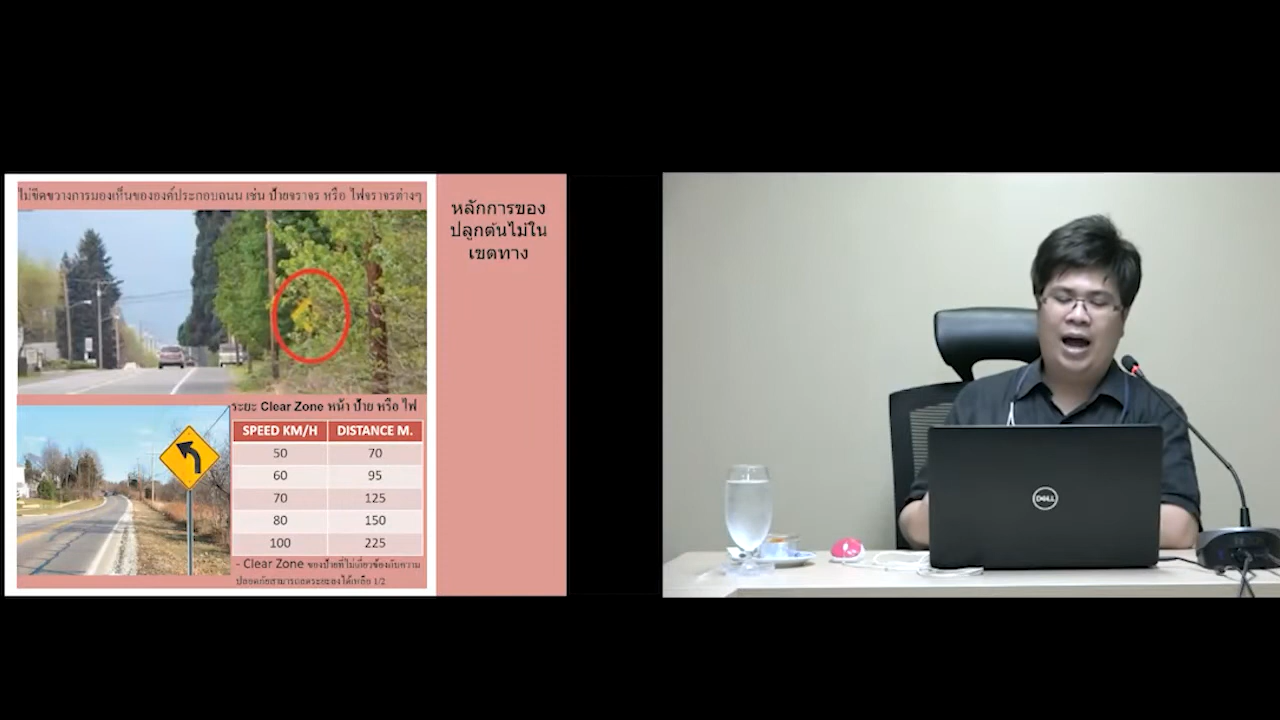 ไม่ขีดขวางการมองเห็นขององค์ประกอบถนน เช่น ป้ายจราจร หรือ ไฟจราจรต่างๆ
หลักการของ
ปลูกต้นไม้ใน
เขตทาง
ระยะ Clear Zone หน้า ป้าย หรือ ไฟ
SPEED KM/H DISTANCE M.
50 70
60 95
70 125
80 150
100 225
- Clear Zone ของป้ายที่ไม่เกี่ยวข้องกับความ
ปลอดภัยสามารถลดระยะลงได้เหลือ 1/2
DELL